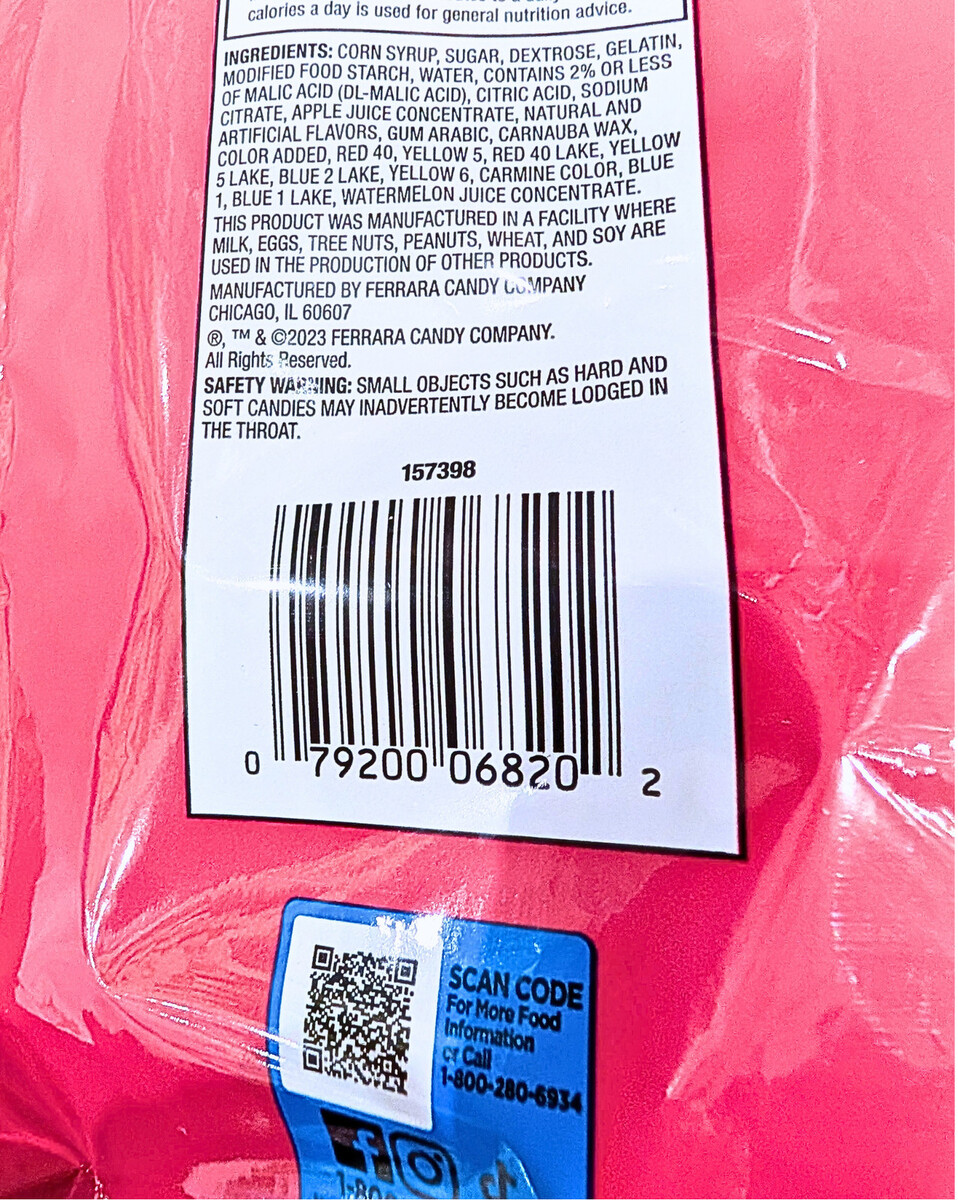 calories a day is used for general nutrition advice.
INGREDIENTS: CORN SYRUP, SUGAR, DEXTROSE, GELATIN,
MODIFIED FOOD STARCH, WATER, CONTAINS 2% OR LESS
OF MALIC ACID (DL-MALIC ACID), CITRIC ACID, SODIUM
CITRATE, APPLE JUICE CONCENTRATE, NATURAL AND
ARTIFICIAL FLAVORS, GUM ARABIC, CARNAUBA WAX,
COLOR ADDED, RED 40, YELLOW 5, RED 40 LAKE, YELLOW
5 LAKE, BLUE 2 LAKE, YELLOW 6, CARMINE COLOR, BLUE
1, BLUE 1 LAKE, WATERMELON JUICE CONCENTRATE.
THIS PRODUCT WAS MANUFACTURED IN A FACILITY WHERE
MILK, EGGS, TREE NUTS, PEANUTS, WHEAT, AND SOY ARE
USED IN THE PRODUCTION OF OTHER PRODUCTS.
MANUFACTURED BY FERRARA CANDY COMPANY
CHICAGO, IL 60607
®, ™ & ©2023 FERRARA CANDY COMPANY.
All Rights Reserved.
SAFETY WARNING: SMALL OBJECTS SUCH AS HARD AND
SOFT CANDIES MAY INADVERTENTLY BECOME LODGED IN
THE THROAT.
157398
0 79200 06820 2
SCAN CODE
For More Food
Information
or Call
1-800-280-6934